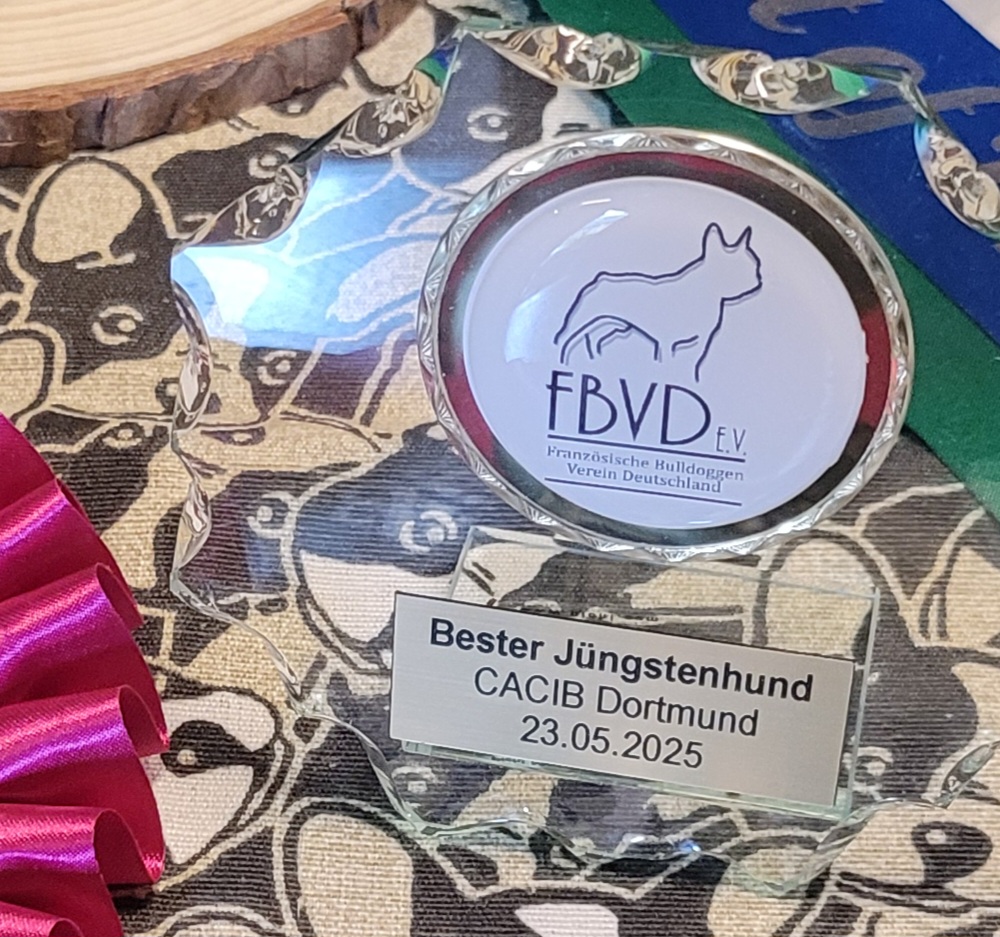 FBVD E.V.
Französische Bulldoggen
Verein Deutschland
Bester Jüngstenhund
CACIB Dortmund
23.05.2025